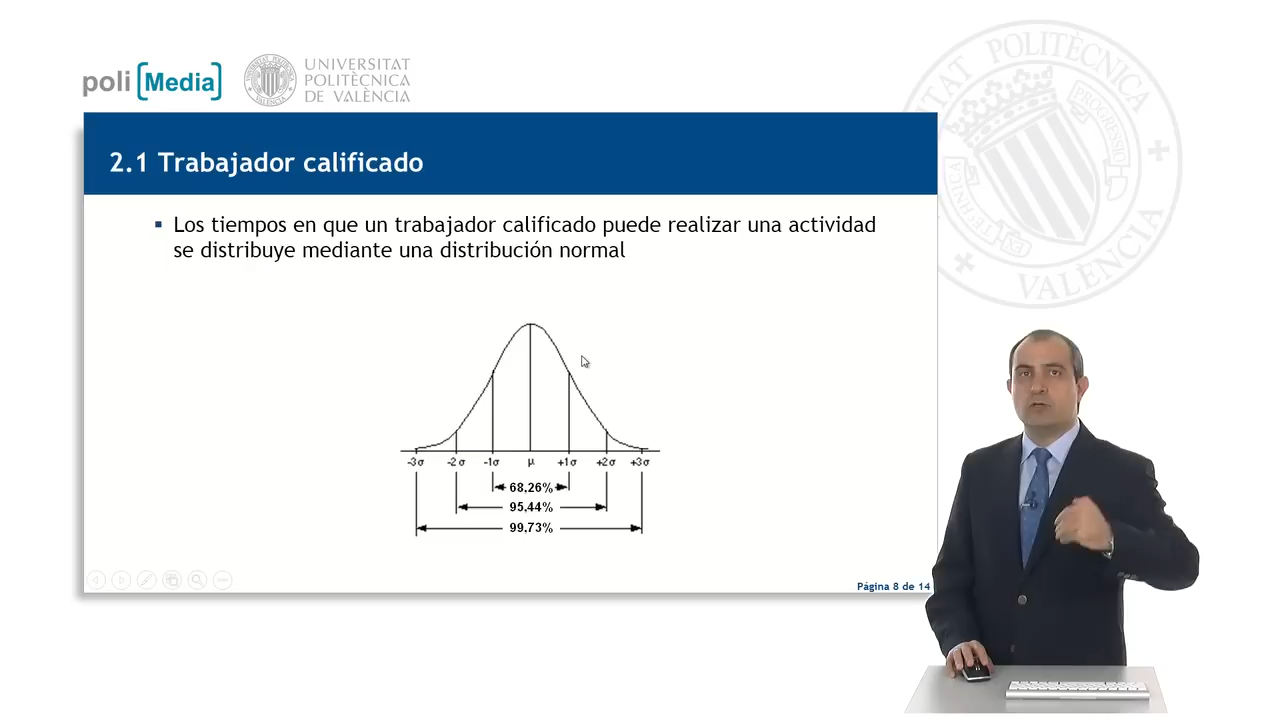 poli [Media]
UNIVERSITAT
POLITÈCNICA
DE VALÈNCIA
2.1 Trabajador calificado
▪ Los tiempos en que un trabajador calificado puede realizar una actividad
se distribuye mediante una distribución normal
-3σ -2σ -1σ μ +1σ +2σ +3σ
68,26%
95,44%
99,73%
Página 8 de 14
POLITÈCNICA
VALÈNCIA